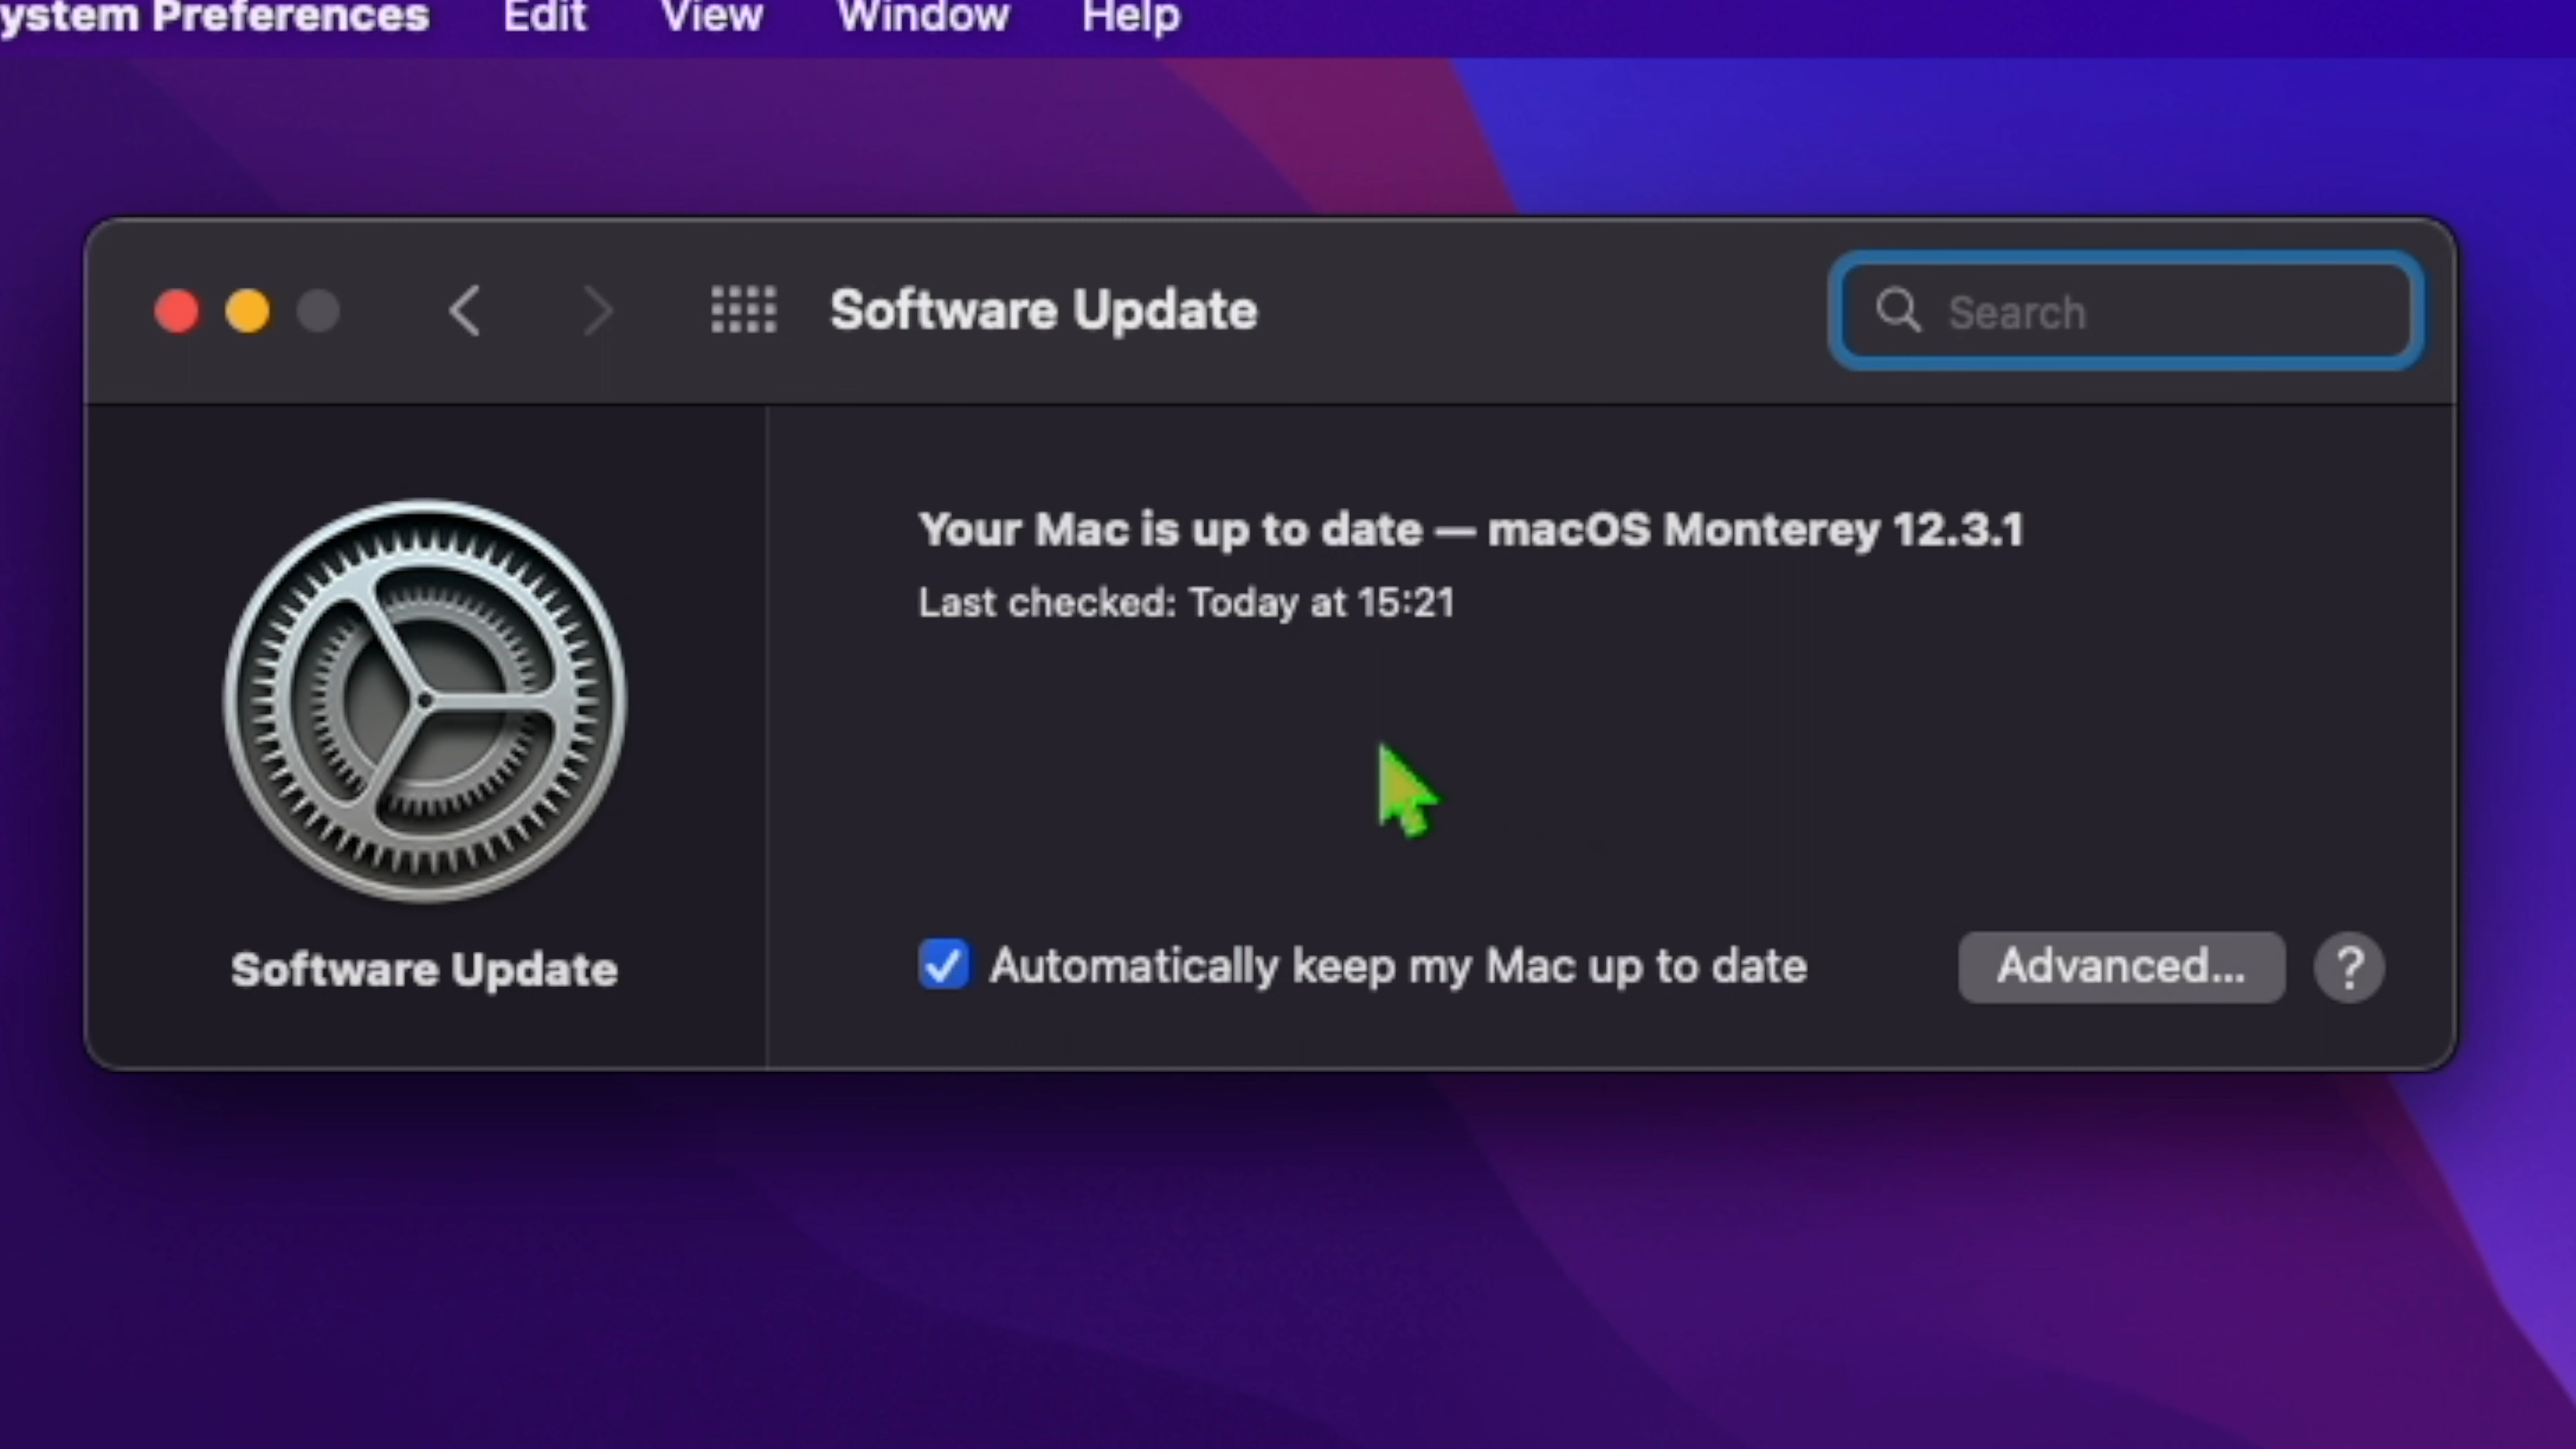 ystem Preferences Edit View Window Help
Software Update
Search
Your Mac is up to date — macOS Monterey 12.3.1
Last checked: Today at 15:21
Software Update
Automatically keep my Mac up to date
Advanced...
?